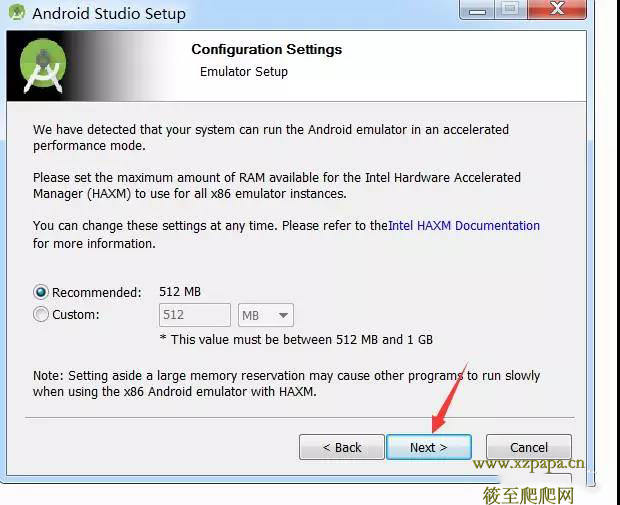 Android Studio Setup
Configuration Settings
Emulator Setup
We have detected that your system can run the Android emulator in an accelerated
performance mode.
Please set the maximum amount of RAM available for the Intel Hardware Accelerated
Manager (HAXM) to use for all x86 emulator instances.
You can change these settings at any time. Please refer to theIntel HAXM Documentation
for more information.
Recommended: 512 MB
Custom: 512 MB
* This value must be between 512 MB and 1 GB
Note: Setting aside a large memory reservation may cause other programs to run slowly
when using the x86 Android emulator with HAXM.
< Back Next > Cancel
www.xzpapa.cn
筱至爬爬网